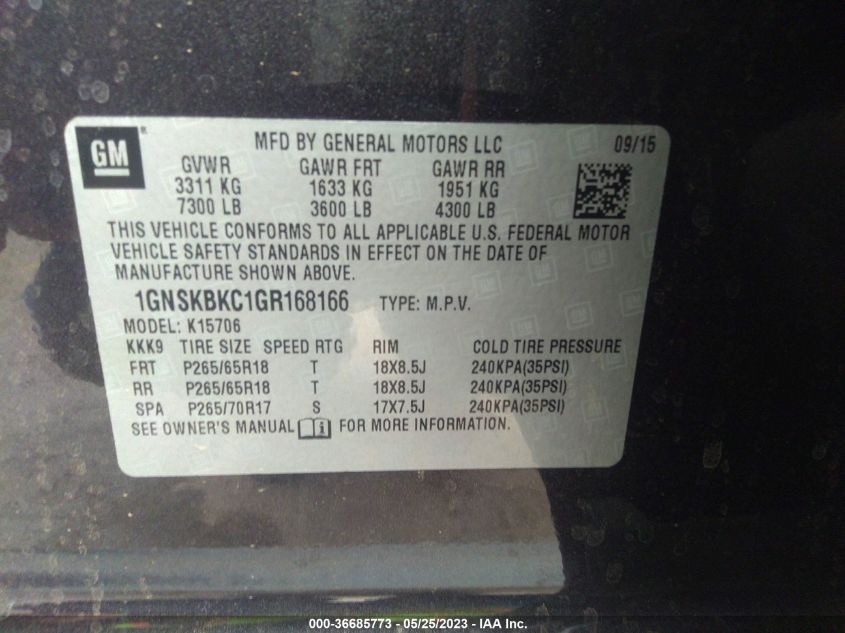 GM
MFD BY GENERAL MOTORS LLC 09/15
GVWR GAWR FRT GAWR RR
3311 KG 1633 KG 1951 KG
7300 LB 3600 LB 4300 LB
THIS VEHICLE CONFORMS TO ALL APPLICABLE U.S. FEDERAL MOTOR
VEHICLE SAFETY STANDARDS IN EFFECT ON THE DATE OF
MANUFACTURE SHOWN ABOVE.
1GNSKBKC1GR168166 TYPE: M.P.V.
MODEL: K15706
KKK9 TIRE SIZE SPEED RTG RIM COLD TIRE PRESSURE
FRT P265/65R18 T 18X8.5J 240KPA(35PSI)
RR P265/65R18 T 18X8.5J 240KPA(35PSI)
SPA P265/70R17 S 17X7.5J 240KPA(35PSI)
SEE OWNER'S MANUAL i FOR MORE INFORMATION.
000-36685773 - 05/25/2023 - IAA Inc.